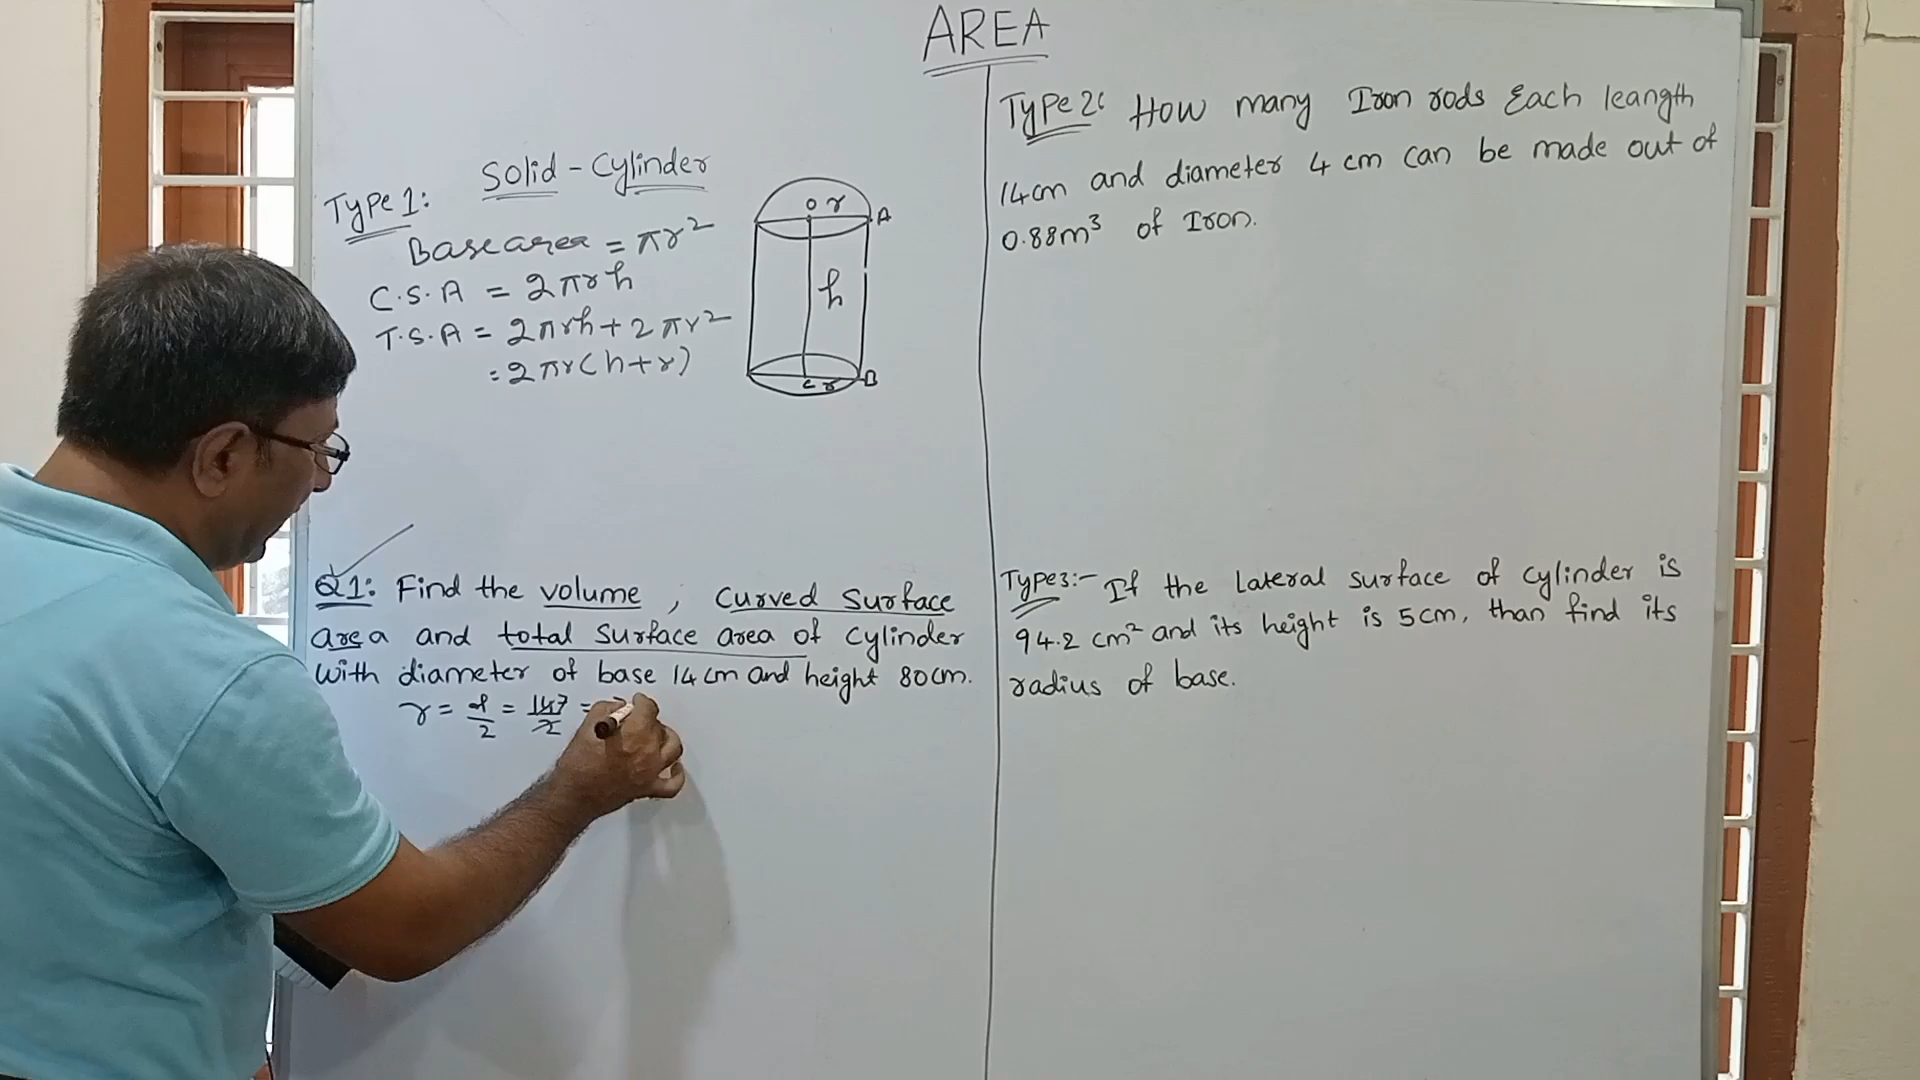 AREA
Solid - Cylinder
Type 1:
Base area = πr²
C.S.A = 2πrh
T.S.A = 2πrh + 2πr²
= 2πr(h+r)
O r A
h
C r B
Q1: Find the volume, curved surface
area and total surface area of cylinder
with diameter of base 14 cm and height 80cm.
r = d/2 = 14 7/2 =
Type 2: How many Iron rods Each leangth
14cm and diameter 4 cm can be made out of
0.88m³ of Iron.
Type3:- If the Lateral surface of cylinder is
94.2 cm² and its height is 5cm, than find its
radius of base.